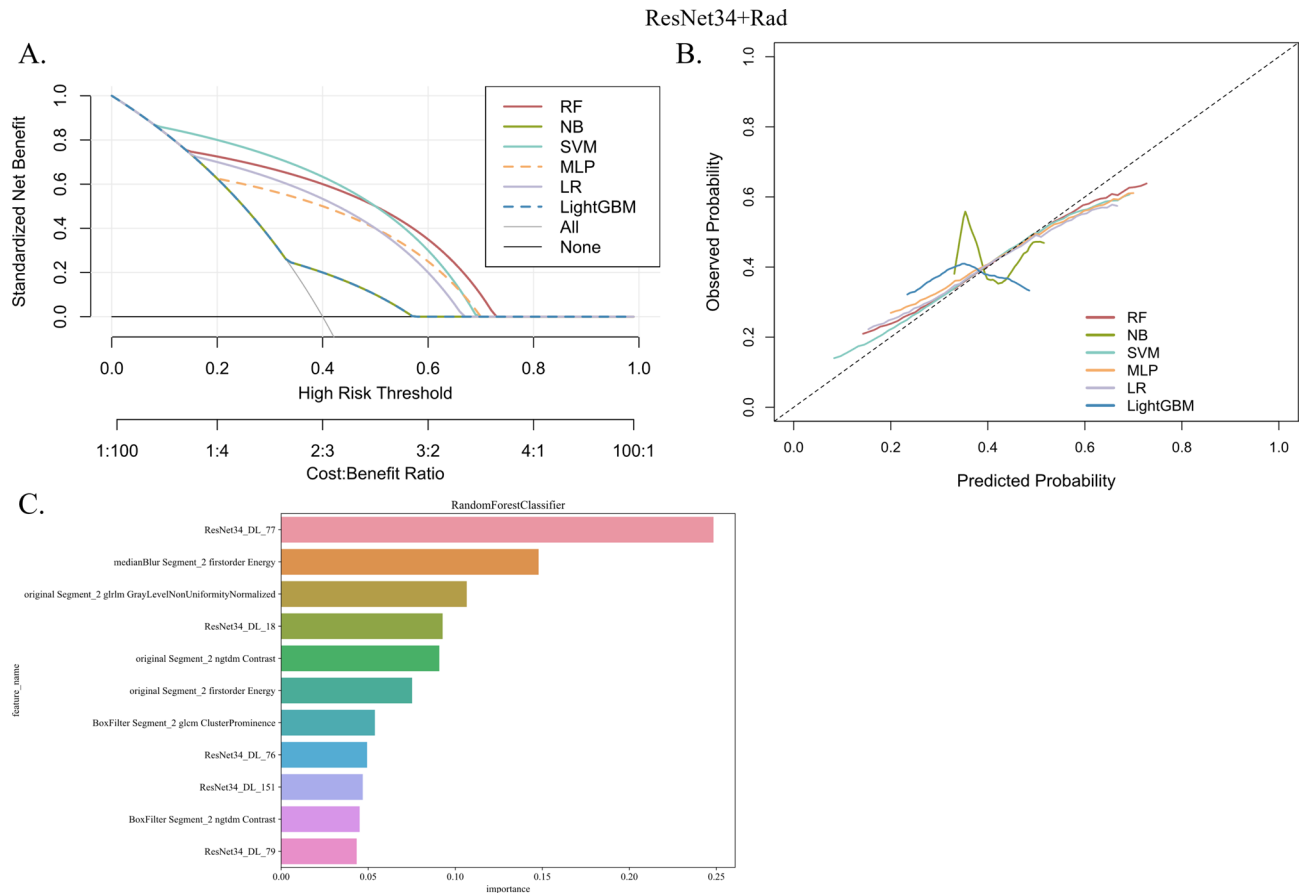 ResNet34+Rad
A.
Standardized Net Benefit
1.0
0.8
0.6
0.4
0.2
0.0
RF
NB
SVM
MLP
LR
LightGBM
All
None
0.0 0.2 0.4 0.6 0.8 1.0
High Risk Threshold
1:100 1:4 2:3 3:2 4:1 100:1
Cost:Benefit Ratio
B.
Observed Probability
1.0
0.8
0.6
0.4
0.2
0.0
RF
NB
SVM
MLP
LR
LightGBM
0.0 0.2 0.4 0.6 0.8 1.0
Predicted Probability
C.
RandomForestClassifier
feature_name
ResNet34_DL_77
medianBlur Segment_2 firstorder Energy
original Segment_2 glrlm GrayLevelNonUniformityNormalized
ResNet34_DL_18
original Segment_2 ngtdm Contrast
original Segment_2 firstorder Energy
BoxFilter Segment_2 glcm ClusterProminence
ResNet34_DL_76
ResNet34_DL_151
BoxFilter Segment_2 ngtdm Contrast
ResNet34_DL_79
0.00 0.05 0.10 0.15 0.20 0.25
importance